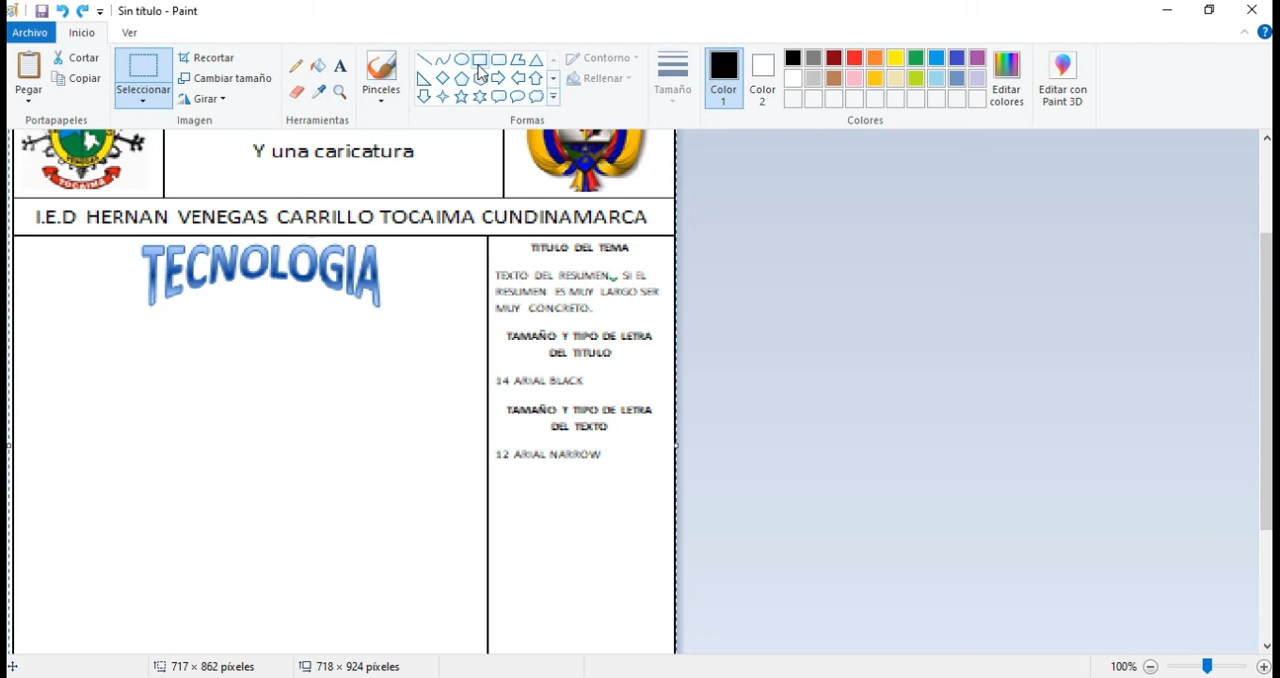 Sin título - Paint
Archivo
Inicio
Ver
Pegar
Cortar
Copiar
Portapapeles
Seleccionar
Recortar
Cambiar tamaño
Girar
Imagen
A
Herramientas
Pinceles
Contorno
Rellenar
Formas
Tamaño
Color
1
Color
2
Editar
colores
Colores
Editar con
Paint 3D
VENEGAS
TOCAIMA
Y una caricatura
I.E.D HERNAN VENEGAS CARRILLO TOCAIMA CUNDINAMARCA
TECNOLOGIA
TITULO DEL TEMA
TEXTO DEL RESUMEN, SI EL
RESUMEN ES MUY LARGO SER
MUY CONCRETO.
TAMAÑO Y TIPO DE LETRA
DEL TITULO
14 ARIAL BLACK
TAMAÑO Y TIPO DE LETRA
DEL TEXTO
12 ARIAL NARROW
717 × 862 píxeles
718 × 924 píxeles
100%